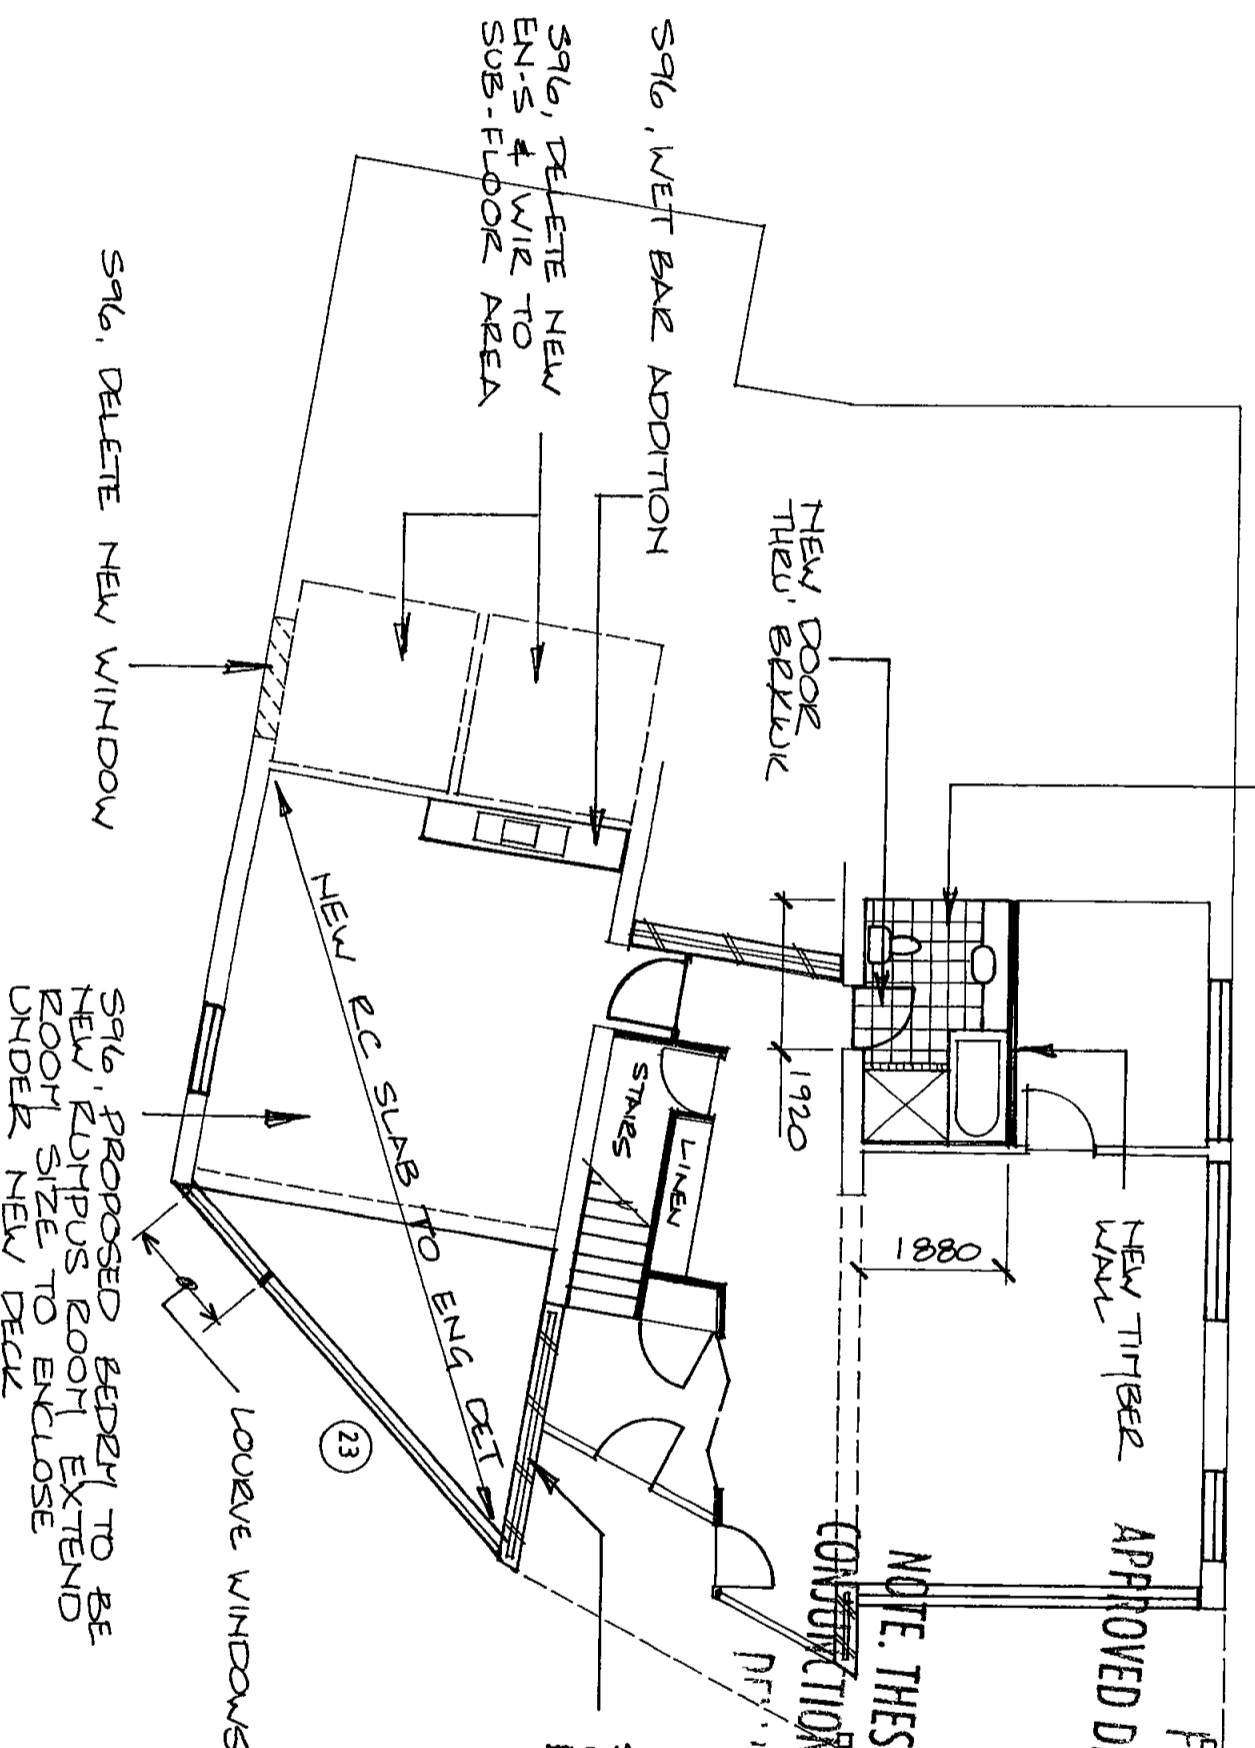 S96, WET BAR ADDITION
S96, DELETE NEW
EN-S & WIR TO
SUB-FLOOR AREA
S96, DELETE NEW WINDOW
NEW DOOR
THRU' BRKWK
1920
1880
NEW TIMBER
WALL
STAIRS
LINEN
NEW RC SLAB TO ENG DET
23
LOURVE WINDOWS
S96, PROPOSED BEDRM TO BE
NEW RUMPUS ROOM EXTEND
ROOM SIZE TO ENCLOSE
UNDER NEW DECK
APPROVED D
NOTE. THES
CONJUNCTION